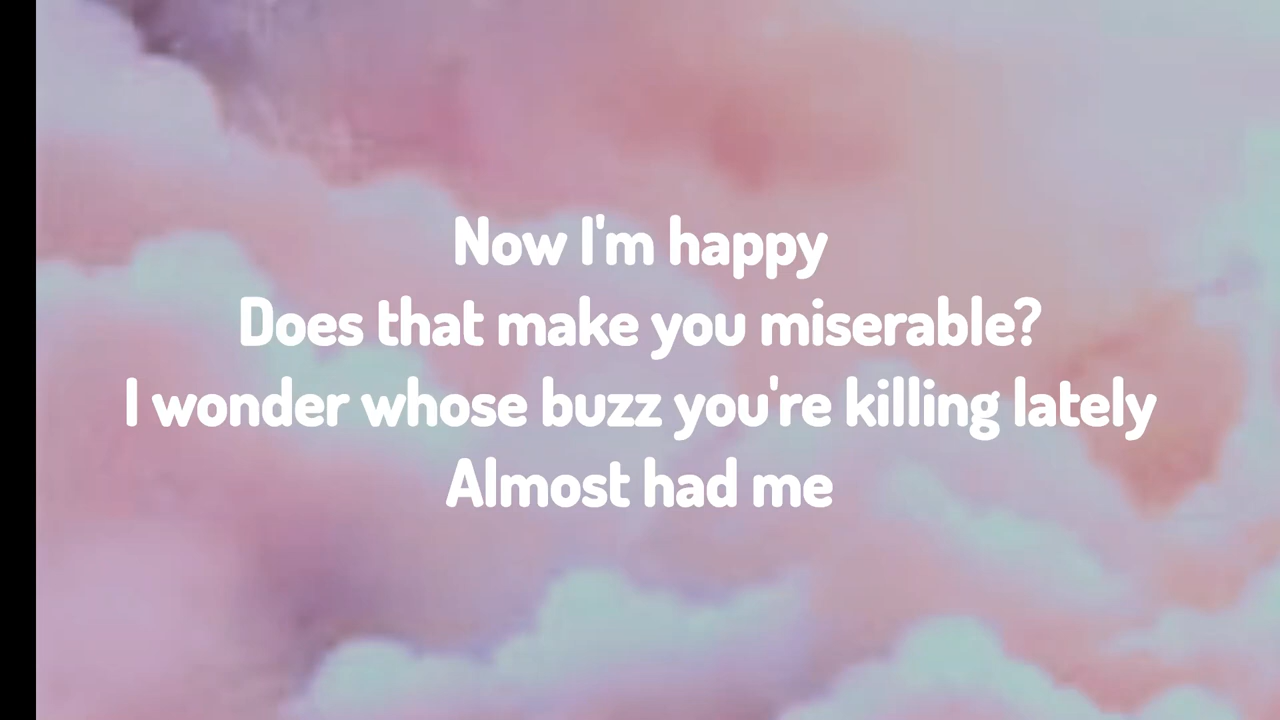 Now I'm happy
Does that make you miserable?
I wonder whose buzz you're killing lately
Almost had me